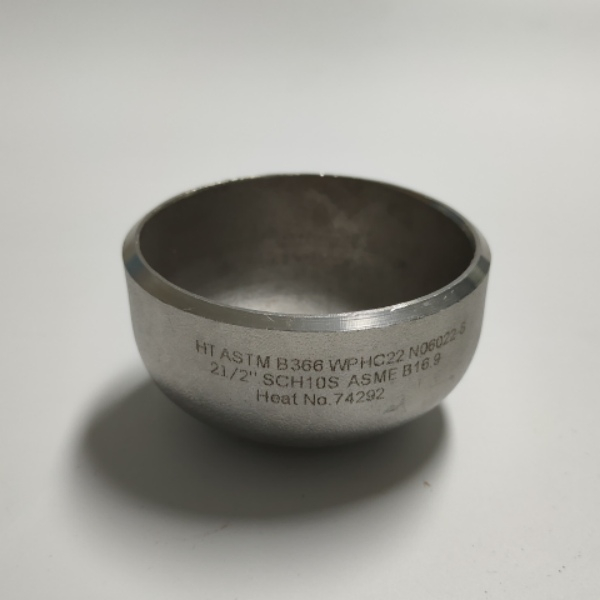 HT ASTM B366 WPHC22 N06022-S
21/2" SCH10S ASME B16.9
Heat No.74292